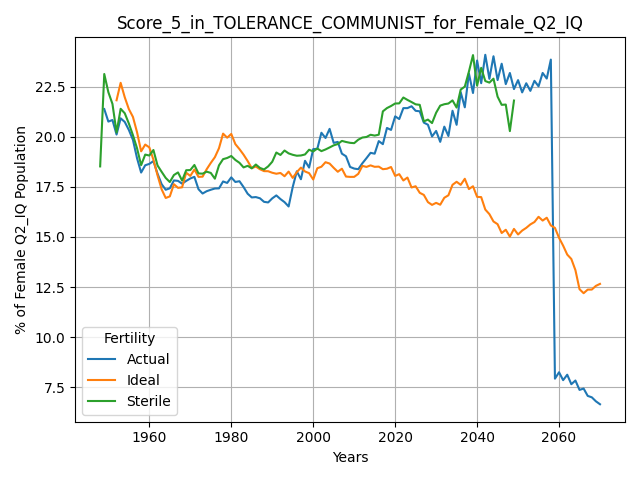 Score_5_in_TOLERANCE_COMMUNIST_for_Female_Q2_IQ
% of Female Q2_IQ Population
22.5
20.0
17.5
15.0
12.5
10.0
7.5
Fertility
Actual
Ideal
Sterile
1960
1980
2000
2020
2040
2060
Years